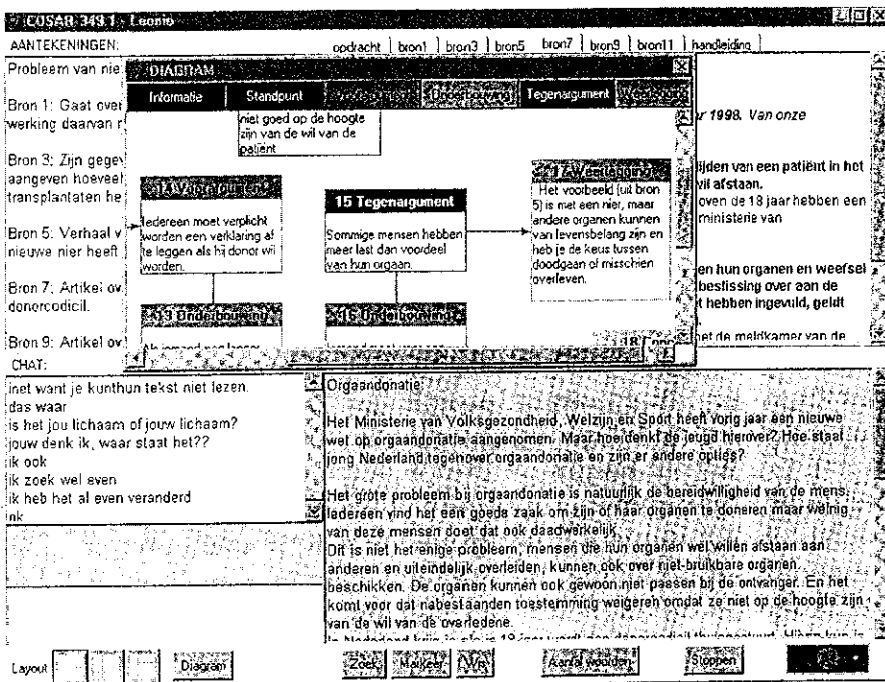 COSAR 349.1 - Leonie
AANTEKENINGEN:
opdracht bron1 bron3 bron5 bron7 bron9 bron11 handleiding
Probleem van nie
Bron 1: Gaat over
werking daarvan r
Bron 3: Zijn gegev
aangeven hoeveel
transplantaten he
Bron 5: Verhaal v
nieuwe nier heeft
Bron 7: Artikel ov
donercodicil.
Bron 9: Artikel ov
DIAGRAM
Informatie Standpunt Onderbouwing Tegenargument Weerlegging
niet goed op de hoogte
zijn van de wil van de
patiënt
14 Voorargument
Iedereen moet verplicht
worden een verklaring af
te leggen als hij donor wil
worden.
13 Onderbouwing
15 Tegenargument
Sommige mensen hebben
meer last dan voordeel
van hun orgaan.
16 Onderbouwing
17 Weerlegging
Het voorbeeld (uit bron
5) is met een nier, maar
andere organen kunnen
van levensbelang zijn en
heb je de keus tussen
doodgaan of misschien
overleven.
18
r 1998. Van onze
lijden van een patiënt in het
wil afstaan.
oven de 18 jaar hebben een
ministerie van
en hun organen en weefsel
beslissing over aan de
t hebben ingevuld, geldt
het de meldkamer van de
CHAT:
inet want je kunthun tekst niet lezen.
das waar
is het jou lichaam of jouw lichaam?
jouw denk ik, waar staat het??
ik ook
ik zoek wel even
ik heb het al even veranderd
Orgaandonatie
Het Ministerie van Volksgezondheid, Welzijn en Sport heeft vorig jaar een nieuwe
wet op orgaandonatie aangenomen. Maar hoe denkt de jeugd hierover? Hoe staat
jong Nederland tegenover orgaandonatie en zijn er andere opties?
Het grote probleem bij orgaandonatie is natuurlijk de bereidwilligheid van de mens.
Iedereen vind het een goede zaak om zijn of haar organen te doneren maar weinig
van deze mensen doet dat ook daadwerkelijk.
Dit is niet het enige probleem, mensen die hun organen wel willen afstaan aan
anderen en uiteindelijk overleiden, kunnen ook over niet-bruikbare organen
beschikken. De organen kunnen ook gewoon niet passen bij de ontvanger. En het
komt voor dat nabestaanden toestemming weigeren omdat ze niet op de hoogte zijn
van de wil van de overledene.
Layout Diagram Zoek Markeer Wis Aantal woorden Stoppen